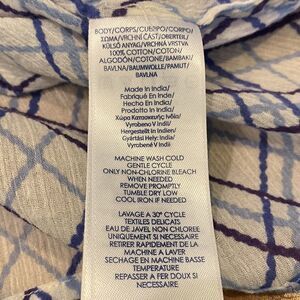 BODY/CORPS/CUERPO/CORPO/
ΣΩΜΑ/VRCHNÍ ČÁST/OBERTEIL/
KÜLSŐ ANYAG/VRCHNÁ VRSTVA
100% COTTON/COTON/
ALGODÓN/COTONE/ΒΑΜΒΑΚΙ/
BAVLNA/BAUMWOLLE/PAMUT/
BAVLNA
Made In India/
Fabriqué En Inde/
Hecho En India/
Prodotto In India/
Χώρα Κατασκευής Ινδία/
Vyrobeno V Indii/
Hergestellt in Indien/
Gyártási Hely: India/
Vyrobené V Indii
MACHINE WASH COLD
GENTLE CYCLE
ONLY NON-CHLORINE BLEACH
WHEN NEEDED
REMOVE PROMPTLY
TUMBLE DRY LOW
COOL IRON IF NEEDED
LAVAGE A 30° CYCLE
TEXTILES DELICATS
EAU DE JAVEL NON CHLOREE
UNIQUEMENT SI NECESSAIRE
RETIRER RAPIDEMENT DE LA
MACHINE A LAVER
SECHAGE EN MACHINE BASSE
TEMPERATURE
REPASSER A FER DOUX SI
NECESSAIRE